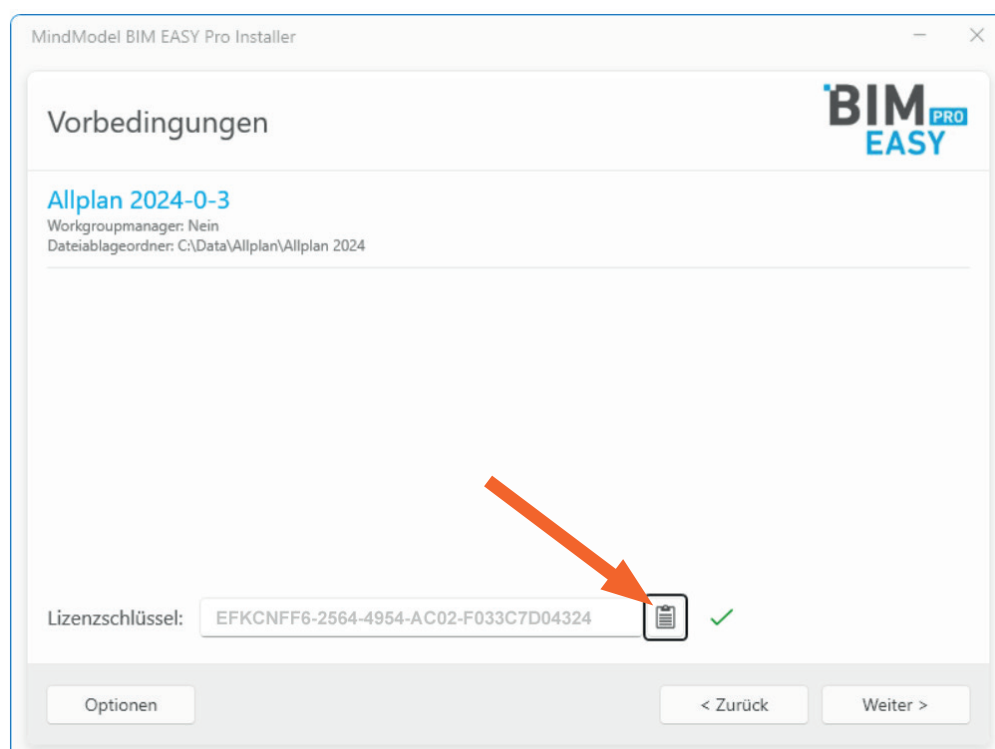 MindModel BIM EASY Pro Installer
Vorbedingungen
BIM PRO
EASY
Allplan 2024-0-3
Workgroupmanager: Nein
Dateiablageordner: C:\Data\Allplan\Allplan 2024
Lizenzschlüssel: EFKCNFF6-2564-4954-AC02-F033C7D04324
Optionen < Zurück Weiter >